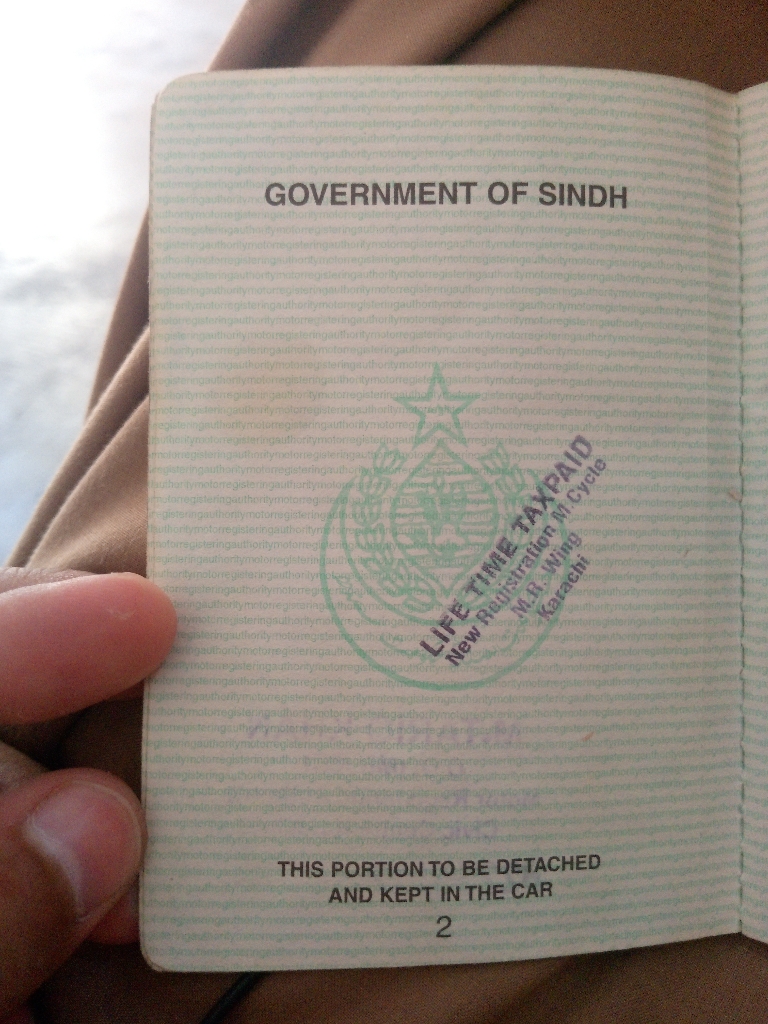 GOVERNMENT OF SINDH
LIFE TIME TAXPAID
New Registration M Cycle
M.R. Wing
Karachi
THIS PORTION TO BE DETACHED
AND KEPT IN THE CAR
2